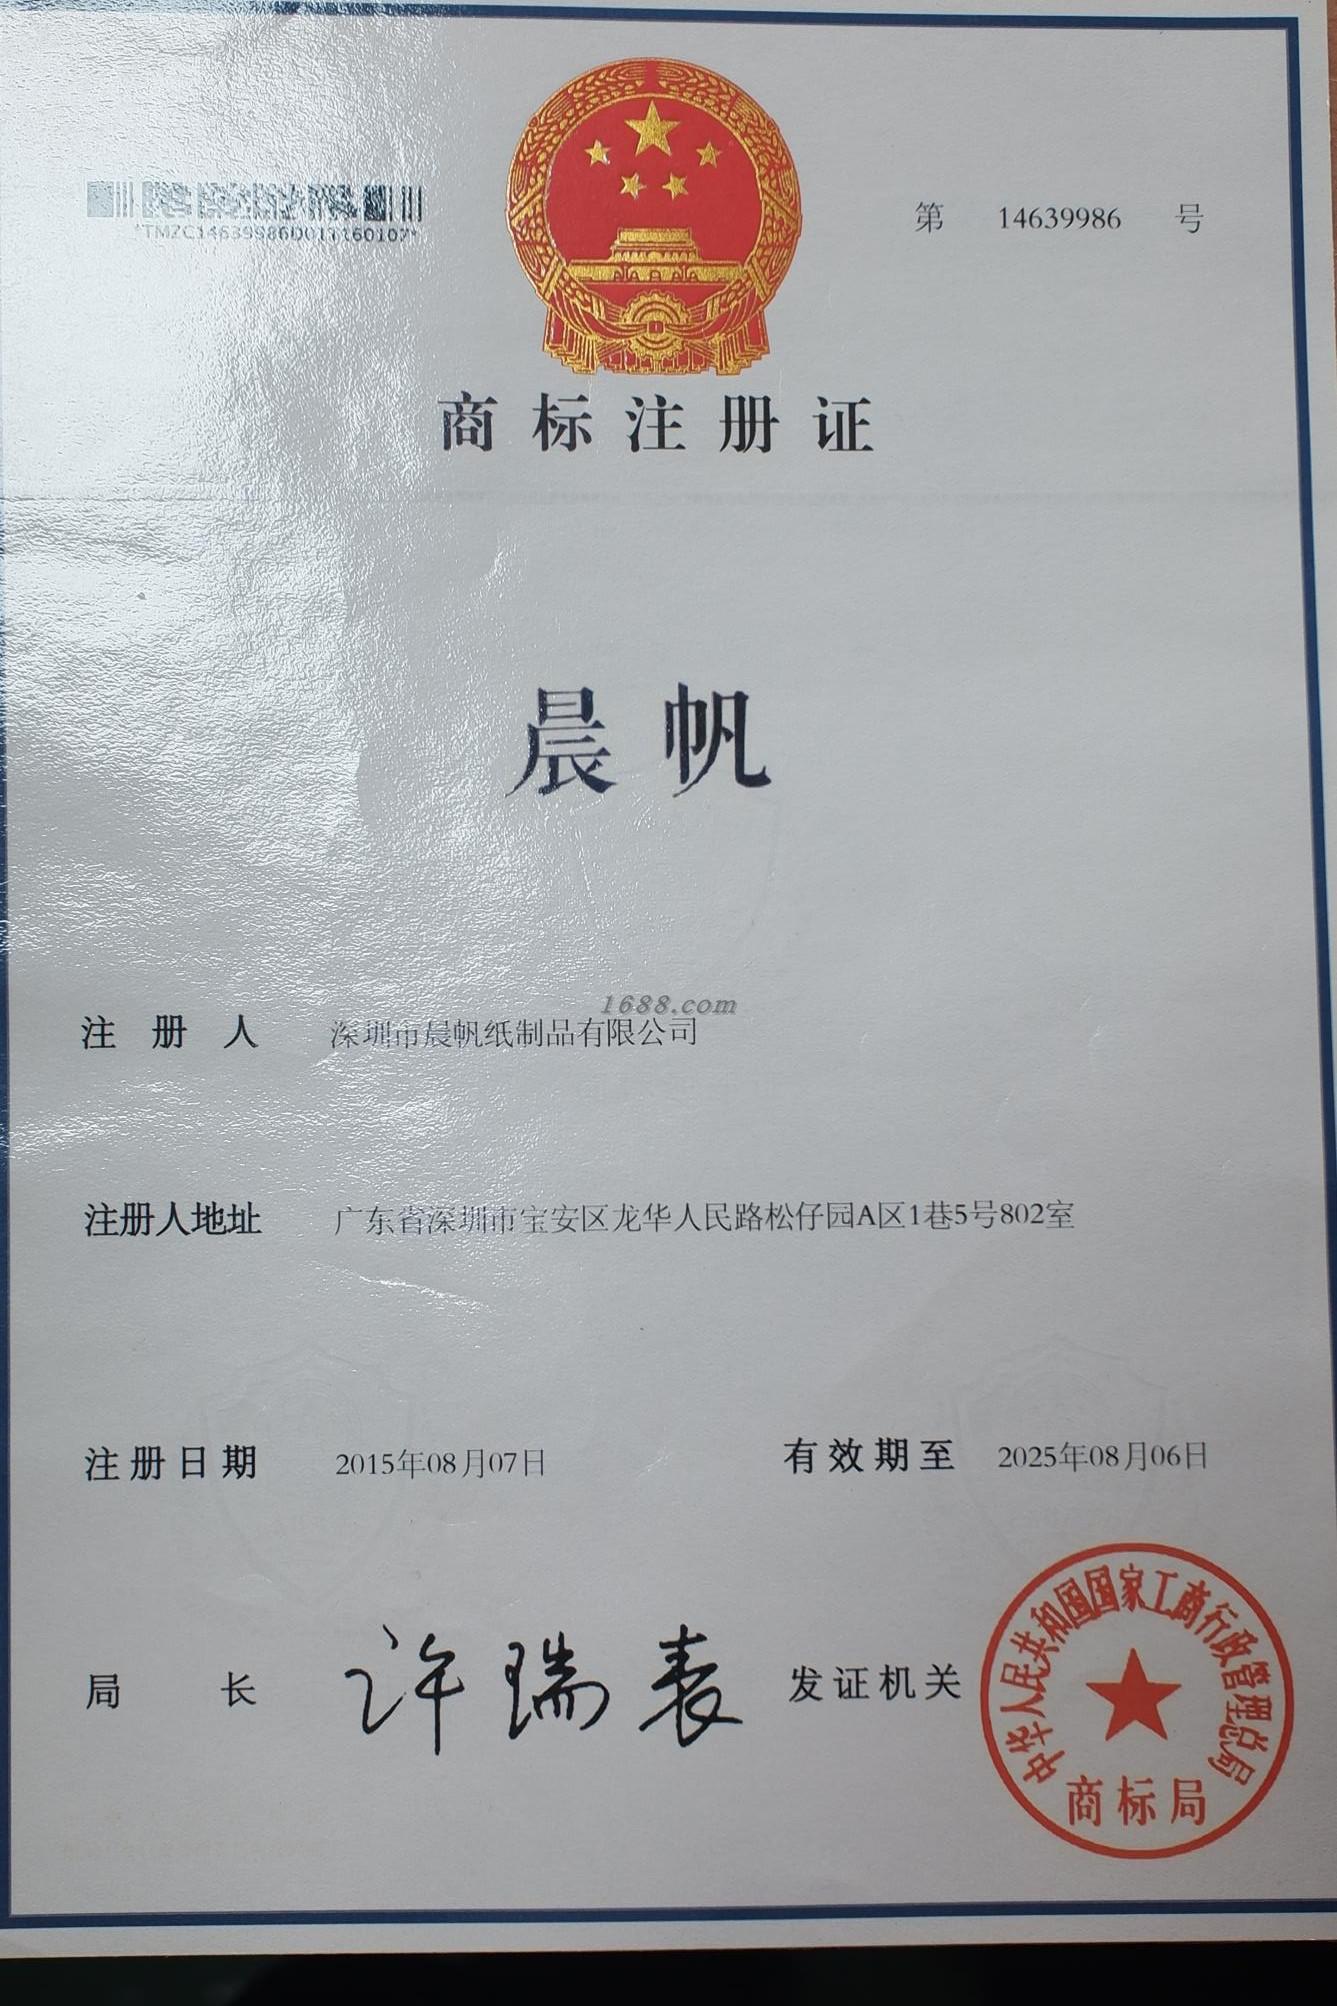 *TMZC14639986D01T160107*
第 14639986 号
商标注册证
晨帆
1688.com
注册人 深圳市晨帆纸制品有限公司
注册人地址 广东省深圳市宝安区龙华人民路松仔园A区1巷5号802室
注册日期 2015年08月07日 有效期至 2025年08月06日
局长 许瑞表 发证机关
中华人民共和国国家工商行政管理总局
商标局